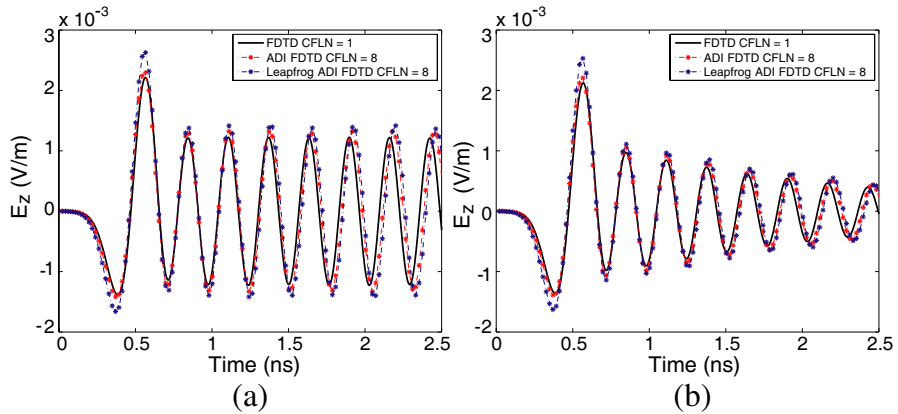 x 10⁻³
3
2
1
0
-1
-2
E_z (V/m)
0 0.5 1 1.5 2 2.5
Time (ns)
FDTD CFLN = 1
ADI FDTD CFLN = 8
Leapfrog ADI FDTD CFLN = 8
(a)
x 10⁻³
3
2
1
0
-1
-2
E_z (V/m)
0 0.5 1 1.5 2 2.5
Time (ns)
FDTD CFLN = 1
ADI FDTD CFLN = 8
Leapfrog ADI FDTD CFLN = 8
(b)